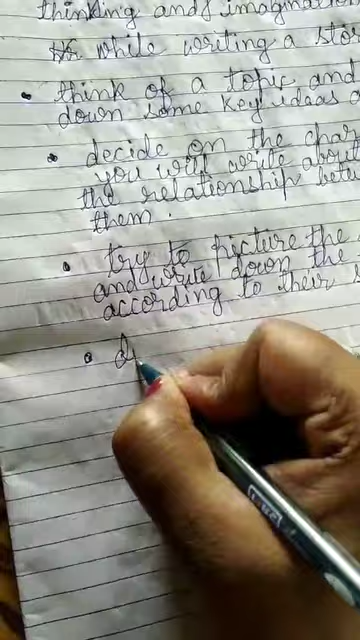 thinking and imagination
while writing a stor
• think of a topic and
down some key ideas a
• decide on the char
you will write about
the relationship betw
them.
• try to picture the
and write down the
according to their s
•